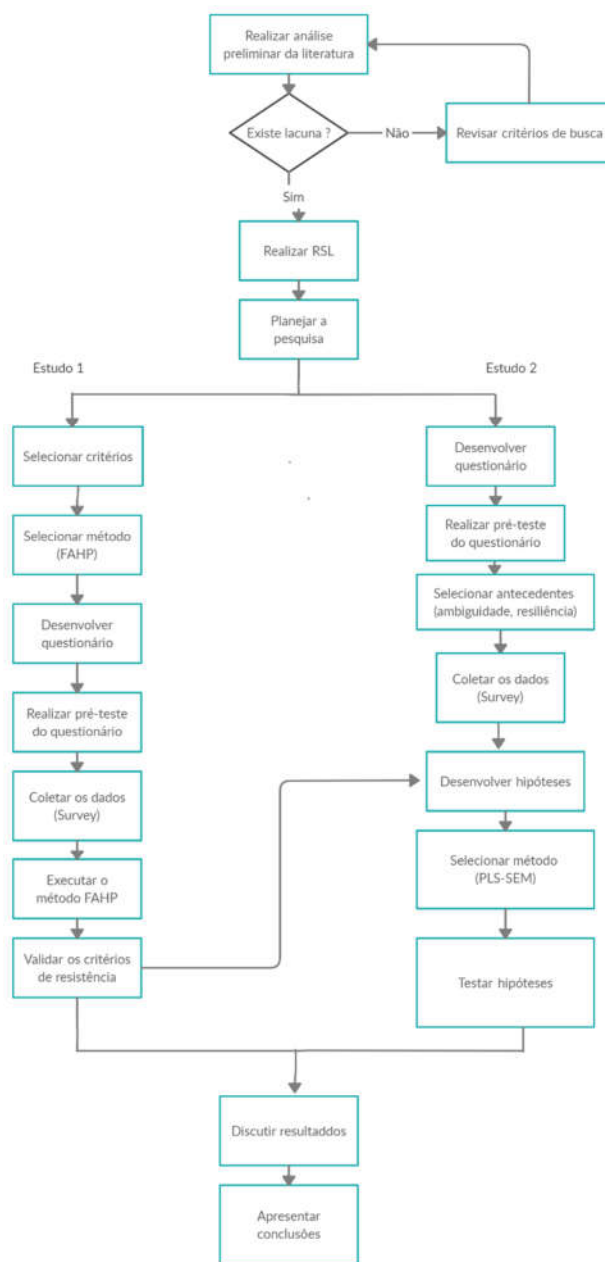 Realizar análise
preliminar da literatura
Existe lacuna ?
Não
Revisar critérios de busca
Sim
Realizar RSL
Planejar a
pesquisa
Estudo 1
Estudo 2
Selecionar critérios
Selecionar método
(FAHP)
Desenvolver
questionário
Realizar pré-teste
do questionário
Coletar os dados
(Survey)
Executar o
método FAHP
Validar os critérios
de resistência
Desenvolver
questionário
Realizar pré-teste
do questionário
Selecionar antecedentes
(ambiguidade, resiliência)
Coletar os dados
(Survey)
Desenvolver hipóteses
Selecionar método
(PLS-SEM)
Testar hipóteses
Discutir resultaddos
Apresentar
conclusões